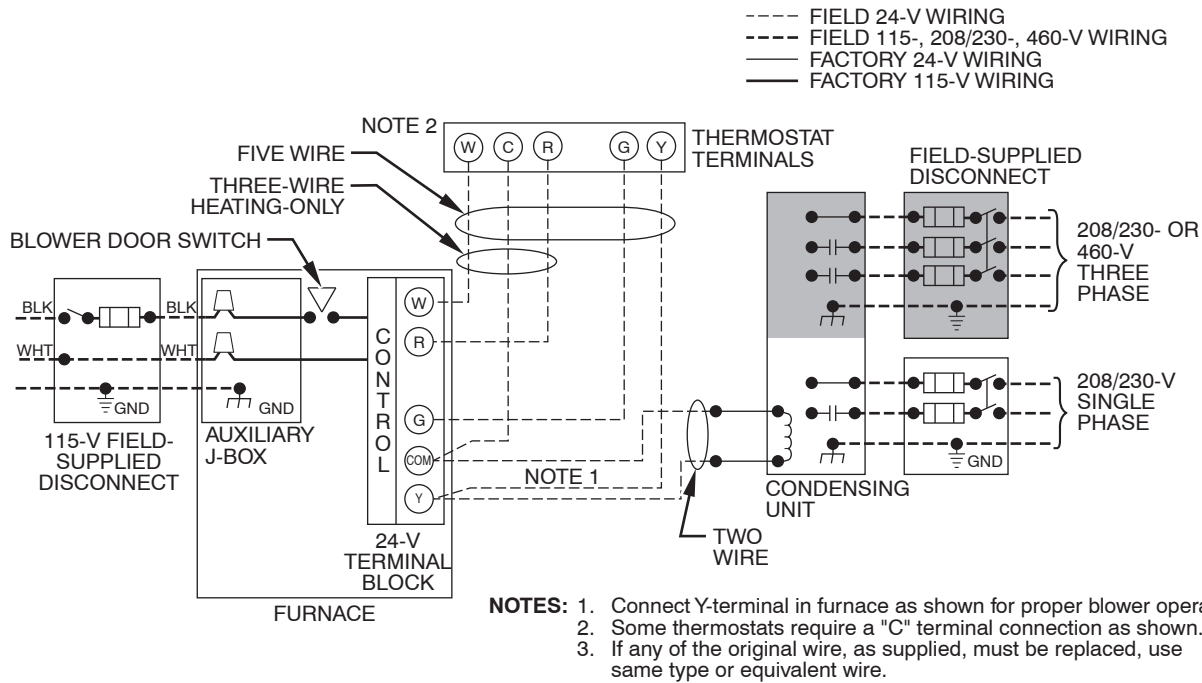 FIELD 24-V WIRING
FIELD 115-, 208/230-, 460-V WIRING
FACTORY 24-V WIRING
FACTORY 115-V WIRING
NOTE 2
W C R G Y
THERMOSTAT
TERMINALS
FIVE WIRE
THREE-WIRE
HEATING-ONLY
BLOWER DOOR SWITCH
FIELD-SUPPLIED
DISCONNECT
208/230- OR
460-V
THREE
PHASE
BLK
BLK
WHT
WHT
GND
GND
115-V FIELD-
SUPPLIED
DISCONNECT
AUXILIARY
J-BOX
CONTROL
W
R
G
COM
Y
24-V
TERMINAL
BLOCK
FURNACE
NOTE 1
TWO
WIRE
CONDENSING
UNIT
208/230-V
SINGLE
PHASE
GND
NOTES: 1. Connect Y-terminal in furnace as shown for proper blower opera
2. Some thermostats require a "C" terminal connection as shown.
3. If any of the original wire, as supplied, must be replaced, use
same type or equivalent wire.